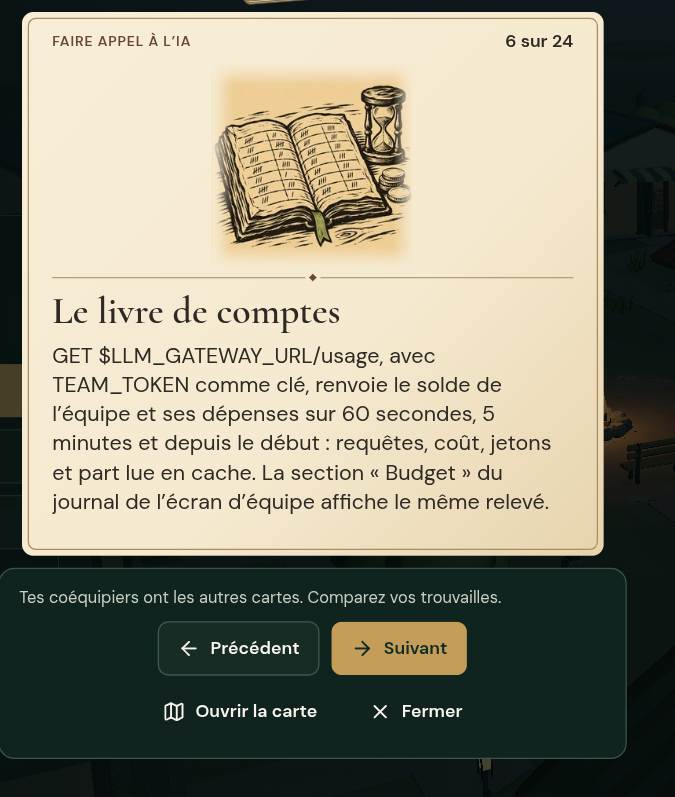 FAIRE APPEL À L’IA
6 sur 24
Le livre de comptes
GET $LLM_GATEWAY_URL/usage, avec
TEAM_TOKEN comme clé, renvoie le solde de
l’équipe et ses dépenses sur 60 secondes, 5
minutes et depuis le début : requêtes, coût, jetons
et part lue en cache. La section « Budget » du
journal de l’écran d’équipe affiche le même relevé.
Tes coéquipiers ont les autres cartes. Comparez vos trouvailles.
Précédent
Suivant
Ouvrir la carte
Fermer